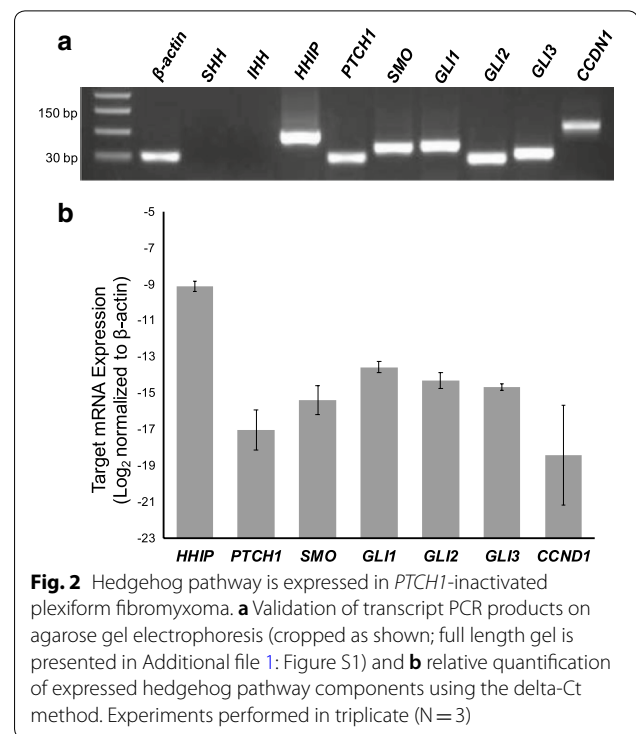 a
β-actin SHH IHH HHIP PTCH1 SMO GLI1 GLI2 GLI3 CCDN1
150 bp
30 bp
b
Target mRNA Expression
(Log₂ normalized to β-actin)
-5
-7
-9
-11
-13
-15
-17
-19
-21
-23
HHIP PTCH1 SMO GLI1 GLI2 GLI3 CCND1
Fig. 2 Hedgehog pathway is expressed in PTCH1-inactivated
plexiform fibromyxoma. a Validation of transcript PCR products on
agarose gel electrophoresis (cropped as shown; full length gel is
presented in Additional file 1: Figure S1) and b relative quantification
of expressed hedgehog pathway components using the delta-Ct
method. Experiments performed in triplicate (N = 3)